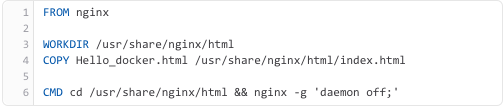 1 FROM nginx
2
3 WORKDIR /usr/share/nginx/html
4 COPY Hello_docker.html /usr/share/nginx/html/index.html
5
6 CMD cd /usr/share/nginx/html && nginx -g 'daemon off;'